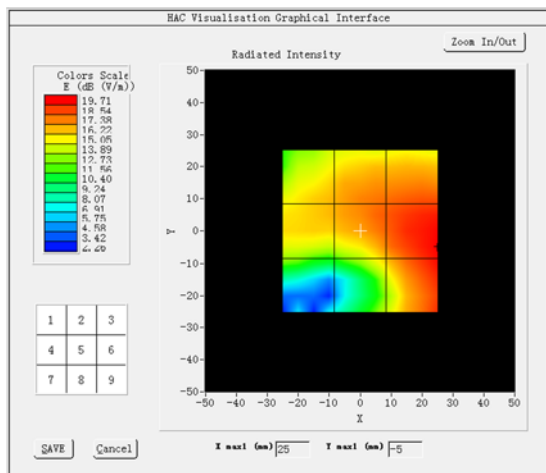 HAC Visualisation Graphical Interface
Zoom In/Out
Radiated Intensity
Colors Scale
E (dB (V/m))
19.71
18.54
17.38
16.22
15.05
13.89
12.73
11.56
10.40
9.24
8.07
6.91
5.75
4.58
3.42
50
40
30
20
10
0
-10
-20
-30
-40
-50
Y
-50 -40 -30 -20 -10 0 10 20 30 40 50
X
1 2 3
4 5 6
7 8 9
SAVE
Cancel
X max1 (mm) 25
Y max1 (mm) -5